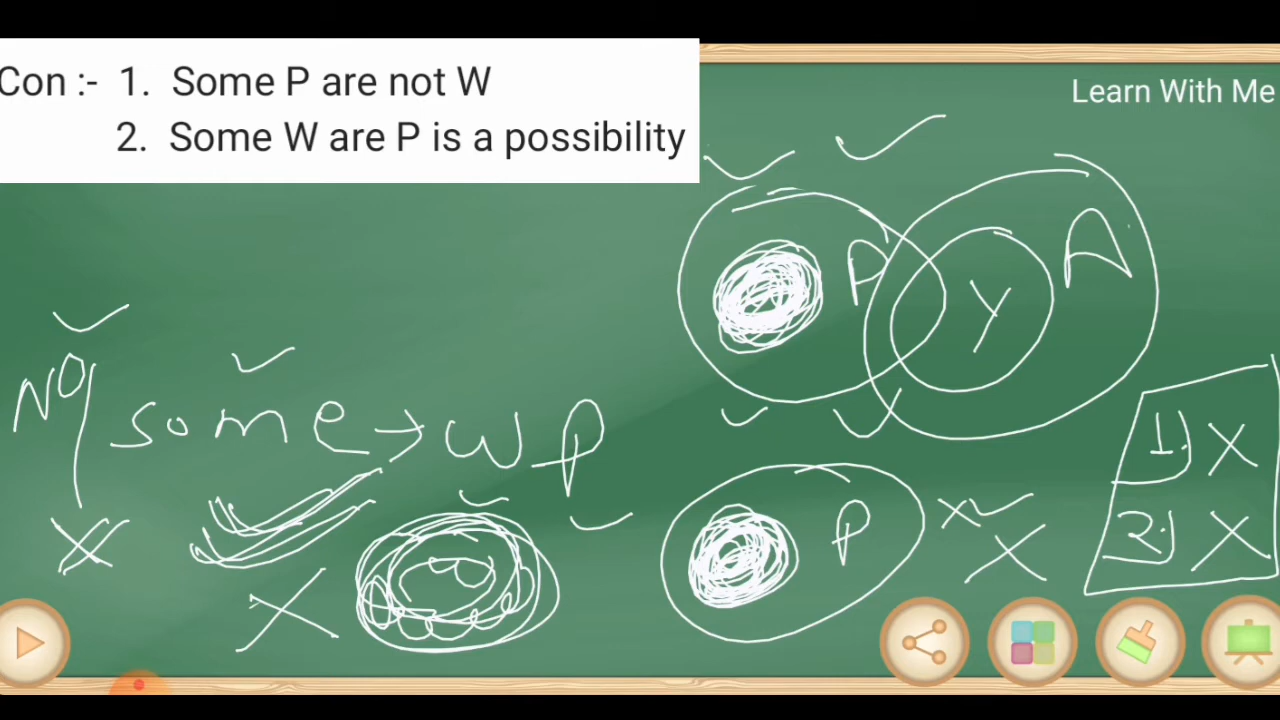 Con :- 1. Some P are not W
2. Some W are P is a possibility
Learn With Me
P Y A
NO
some → W P
P
1) X
2) X